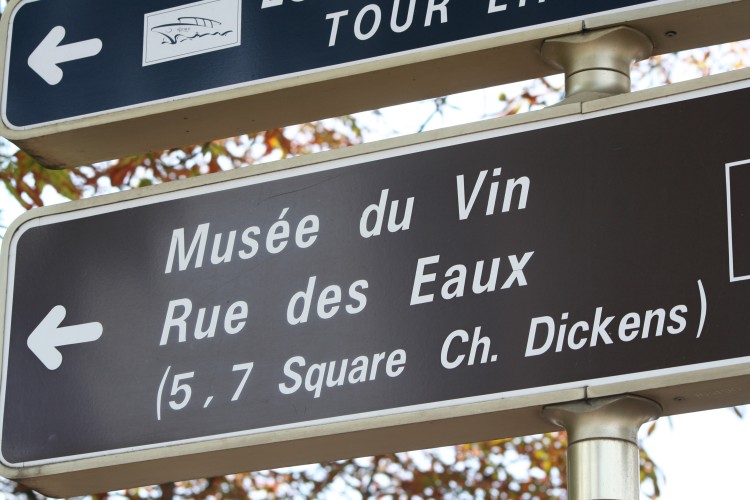 TOUR
Musée du Vin
Rue des Eaux
(5, 7 Square Ch. Dickens)